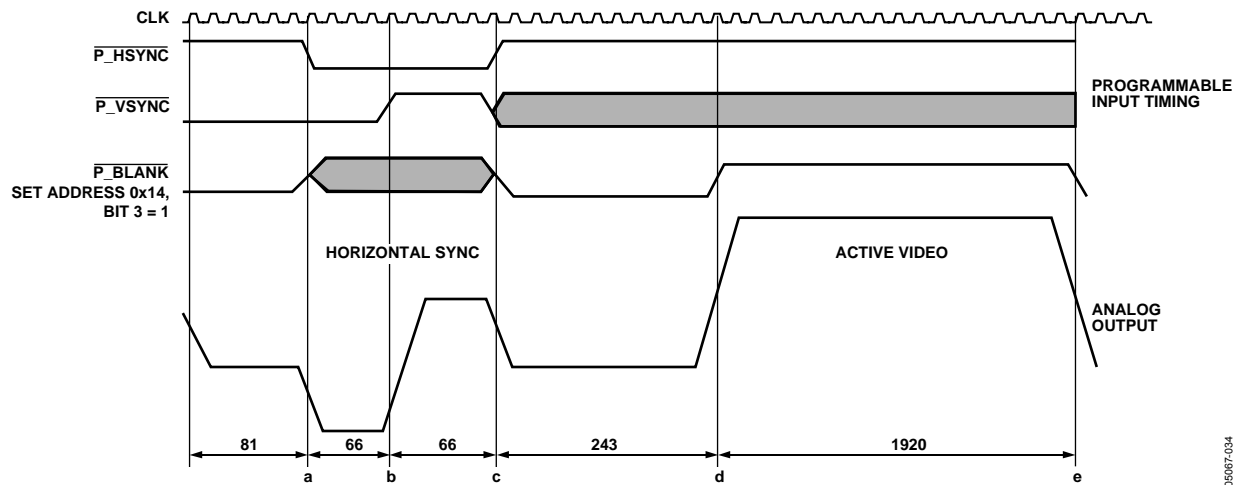 CLK
P_HSYNC
P_VSYNC
PROGRAMMABLE
INPUT TIMING
P_BLANK
SET ADDRESS 0x14,
BIT 3 = 1
HORIZONTAL SYNC
ACTIVE VIDEO
ANALOG
OUTPUT
81
66
66
243
1920
a
b
c
d
e
05067-034